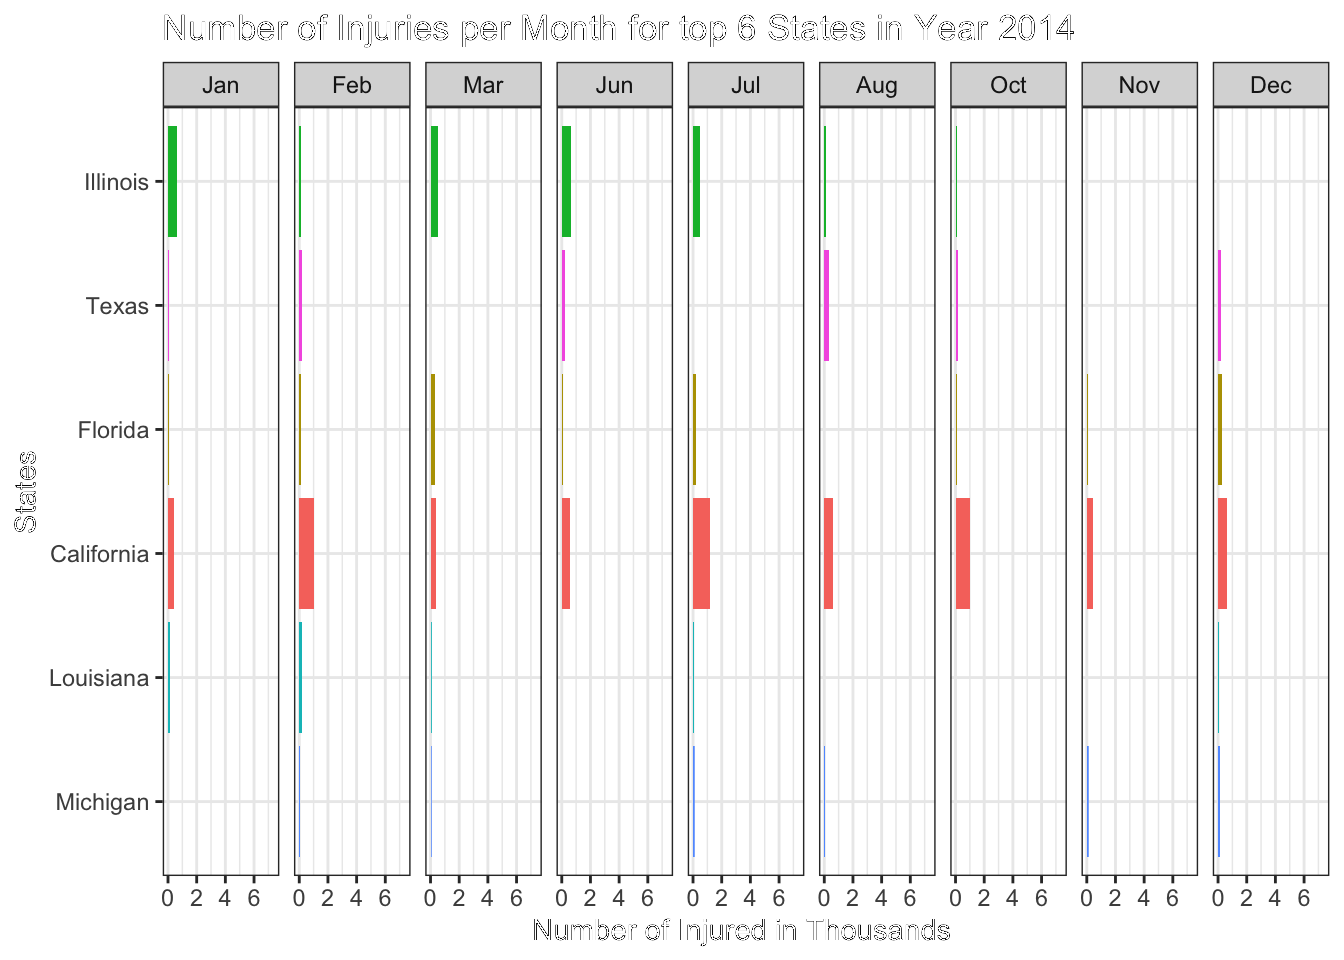 Number of Injuries per Month for top 6 States in Year 2014
Jan Feb Mar Jun Jul Aug Oct Nov Dec
Illinois
Texas
Florida
States
California
Louisiana
Michigan
0 2 4 6 0 2 4 6 0 2 4 6 0 2 4 6 0 2 4 6 0 2 4 6 0 2 4 6 0 2 4 6 0 2 4 6
Number of Injured in Thousands